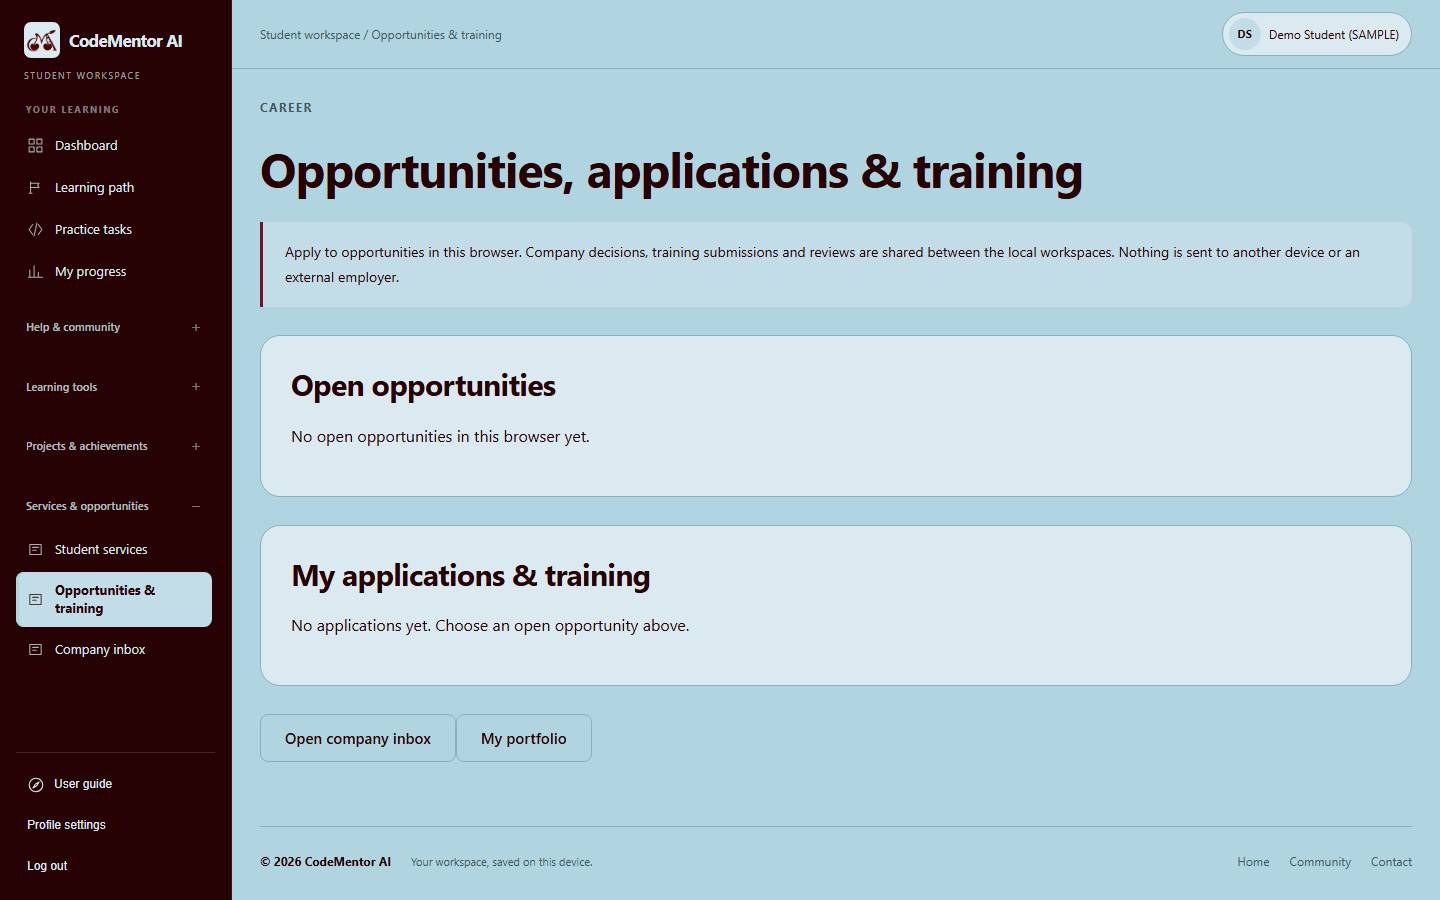 CodeMentor AI
STUDENT WORKSPACE
YOUR LEARNING
Dashboard
Learning path
Practice tasks
My progress
Help & community +
Learning tools +
Projects & achievements +
Services & opportunities −
Student services
Opportunities &
training
Company inbox
User guide
Profile settings
Log out
Student workspace / Opportunities & training
DS Demo Student (SAMPLE)
CAREER
Opportunities, applications & training
Apply to opportunities in this browser. Company decisions, training submissions and reviews are shared between the local workspaces. Nothing is sent to another device or an
external employer.
Open opportunities
No open opportunities in this browser yet.
My applications & training
No applications yet. Choose an open opportunity above.
Open company inbox My portfolio
© 2026 CodeMentor AI Your workspace, saved on this device. Home Community Contact